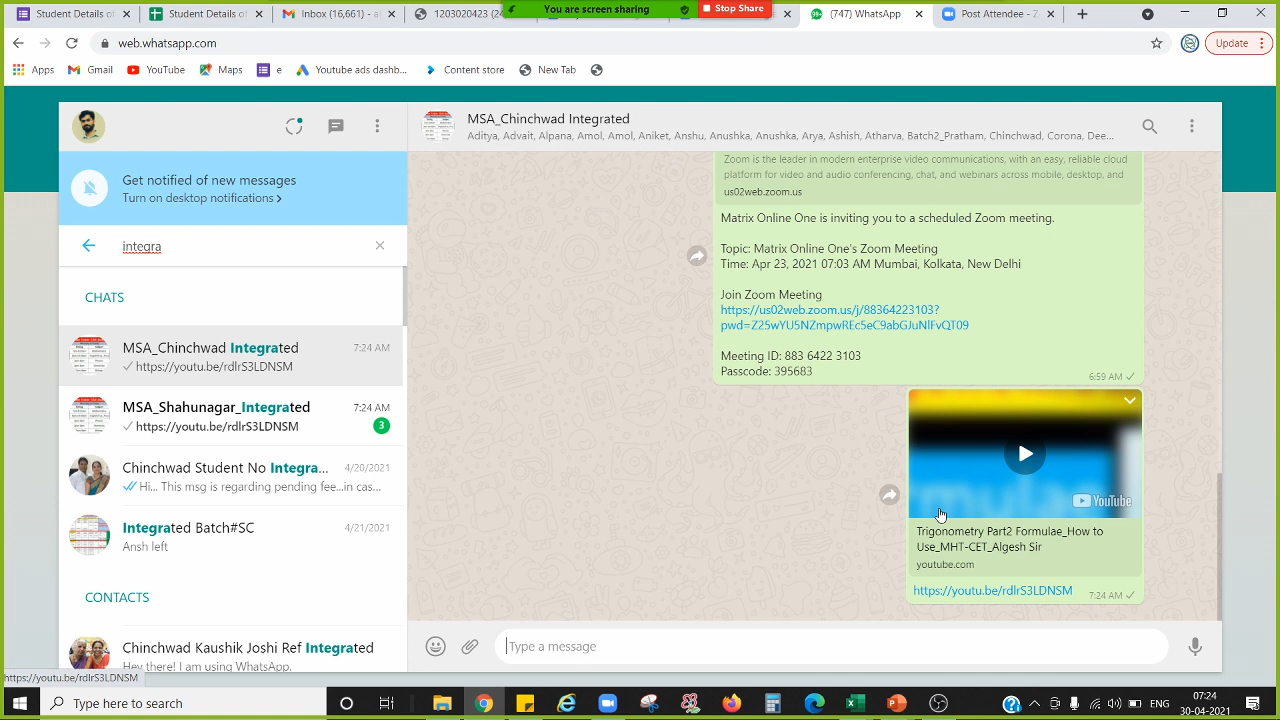 Student Details of
Student Details of
Inbox (16,661) - at
1200x20423 (24
(747) WhatsApp
Post Attendee - Z
You are screen sharing
Stop Share
web.whatsapp.com
Update
Apps
Gmail
YouTube
Maps
e
Youtube ads dashb...
Content store
New Tab
MSA_Chinchwad Integrated
Aditya, Advait, Alpana, Amol, Amol, Aniket, Anshu, Anushka, Anushka, Arya, Ashish, Atharva, Batch2_Pratham, Chinchwad, Corona, Dee...
Get notified of new messages
Turn on desktop notifications
integra
CHATS
MSA_Chinchwad Integrated
7:24 AM
https://youtu.be/rdlrS3LDNSM
MSA_Shahunagar_Integrated
7:24 AM
https://youtu.be/rdlrS3LDNSM
3
Chinchwad Student No Integra...
4/20/2021
Hi... This msg is regarding pending fee...in cas...
Integrated Batch#SC
4/21/2021
Ansh left
CONTACTS
Chinchwad Kaushik Joshi Ref Integrated
Hey there! I am using WhatsApp.
Zoom is the leader in modern enterprise video communications, with an easy, reliable cloud
platform for video and audio conferencing, chat, and webinars across mobile, desktop, and
us02web.zoom.us
Matrix Online One is inviting you to a scheduled Zoom meeting.
Topic: Matrix Online One's Zoom Meeting
Time: Apr 23, 2021 07:03 AM Mumbai, Kolkata, New Delhi
Join Zoom Meeting
https://us02web.zoom.us/j/88364223103?
pwd=Z25wYU5NZmpwREc5eC9abGJuNlFvQT09
Meeting ID: 883 6422 3103
Passcode: 395683
6:59 AM
YouTube
Trigonometry Part2 Formulae_How to
Use_MHT-CET_Algesh Sir
youtube.com
https://youtu.be/rdlrS3LDNSM
7:24 AM
Type a message
https://youtu.be/rdlrS3LDNSM
Type here to search
ENG
07:24
30-04-2021